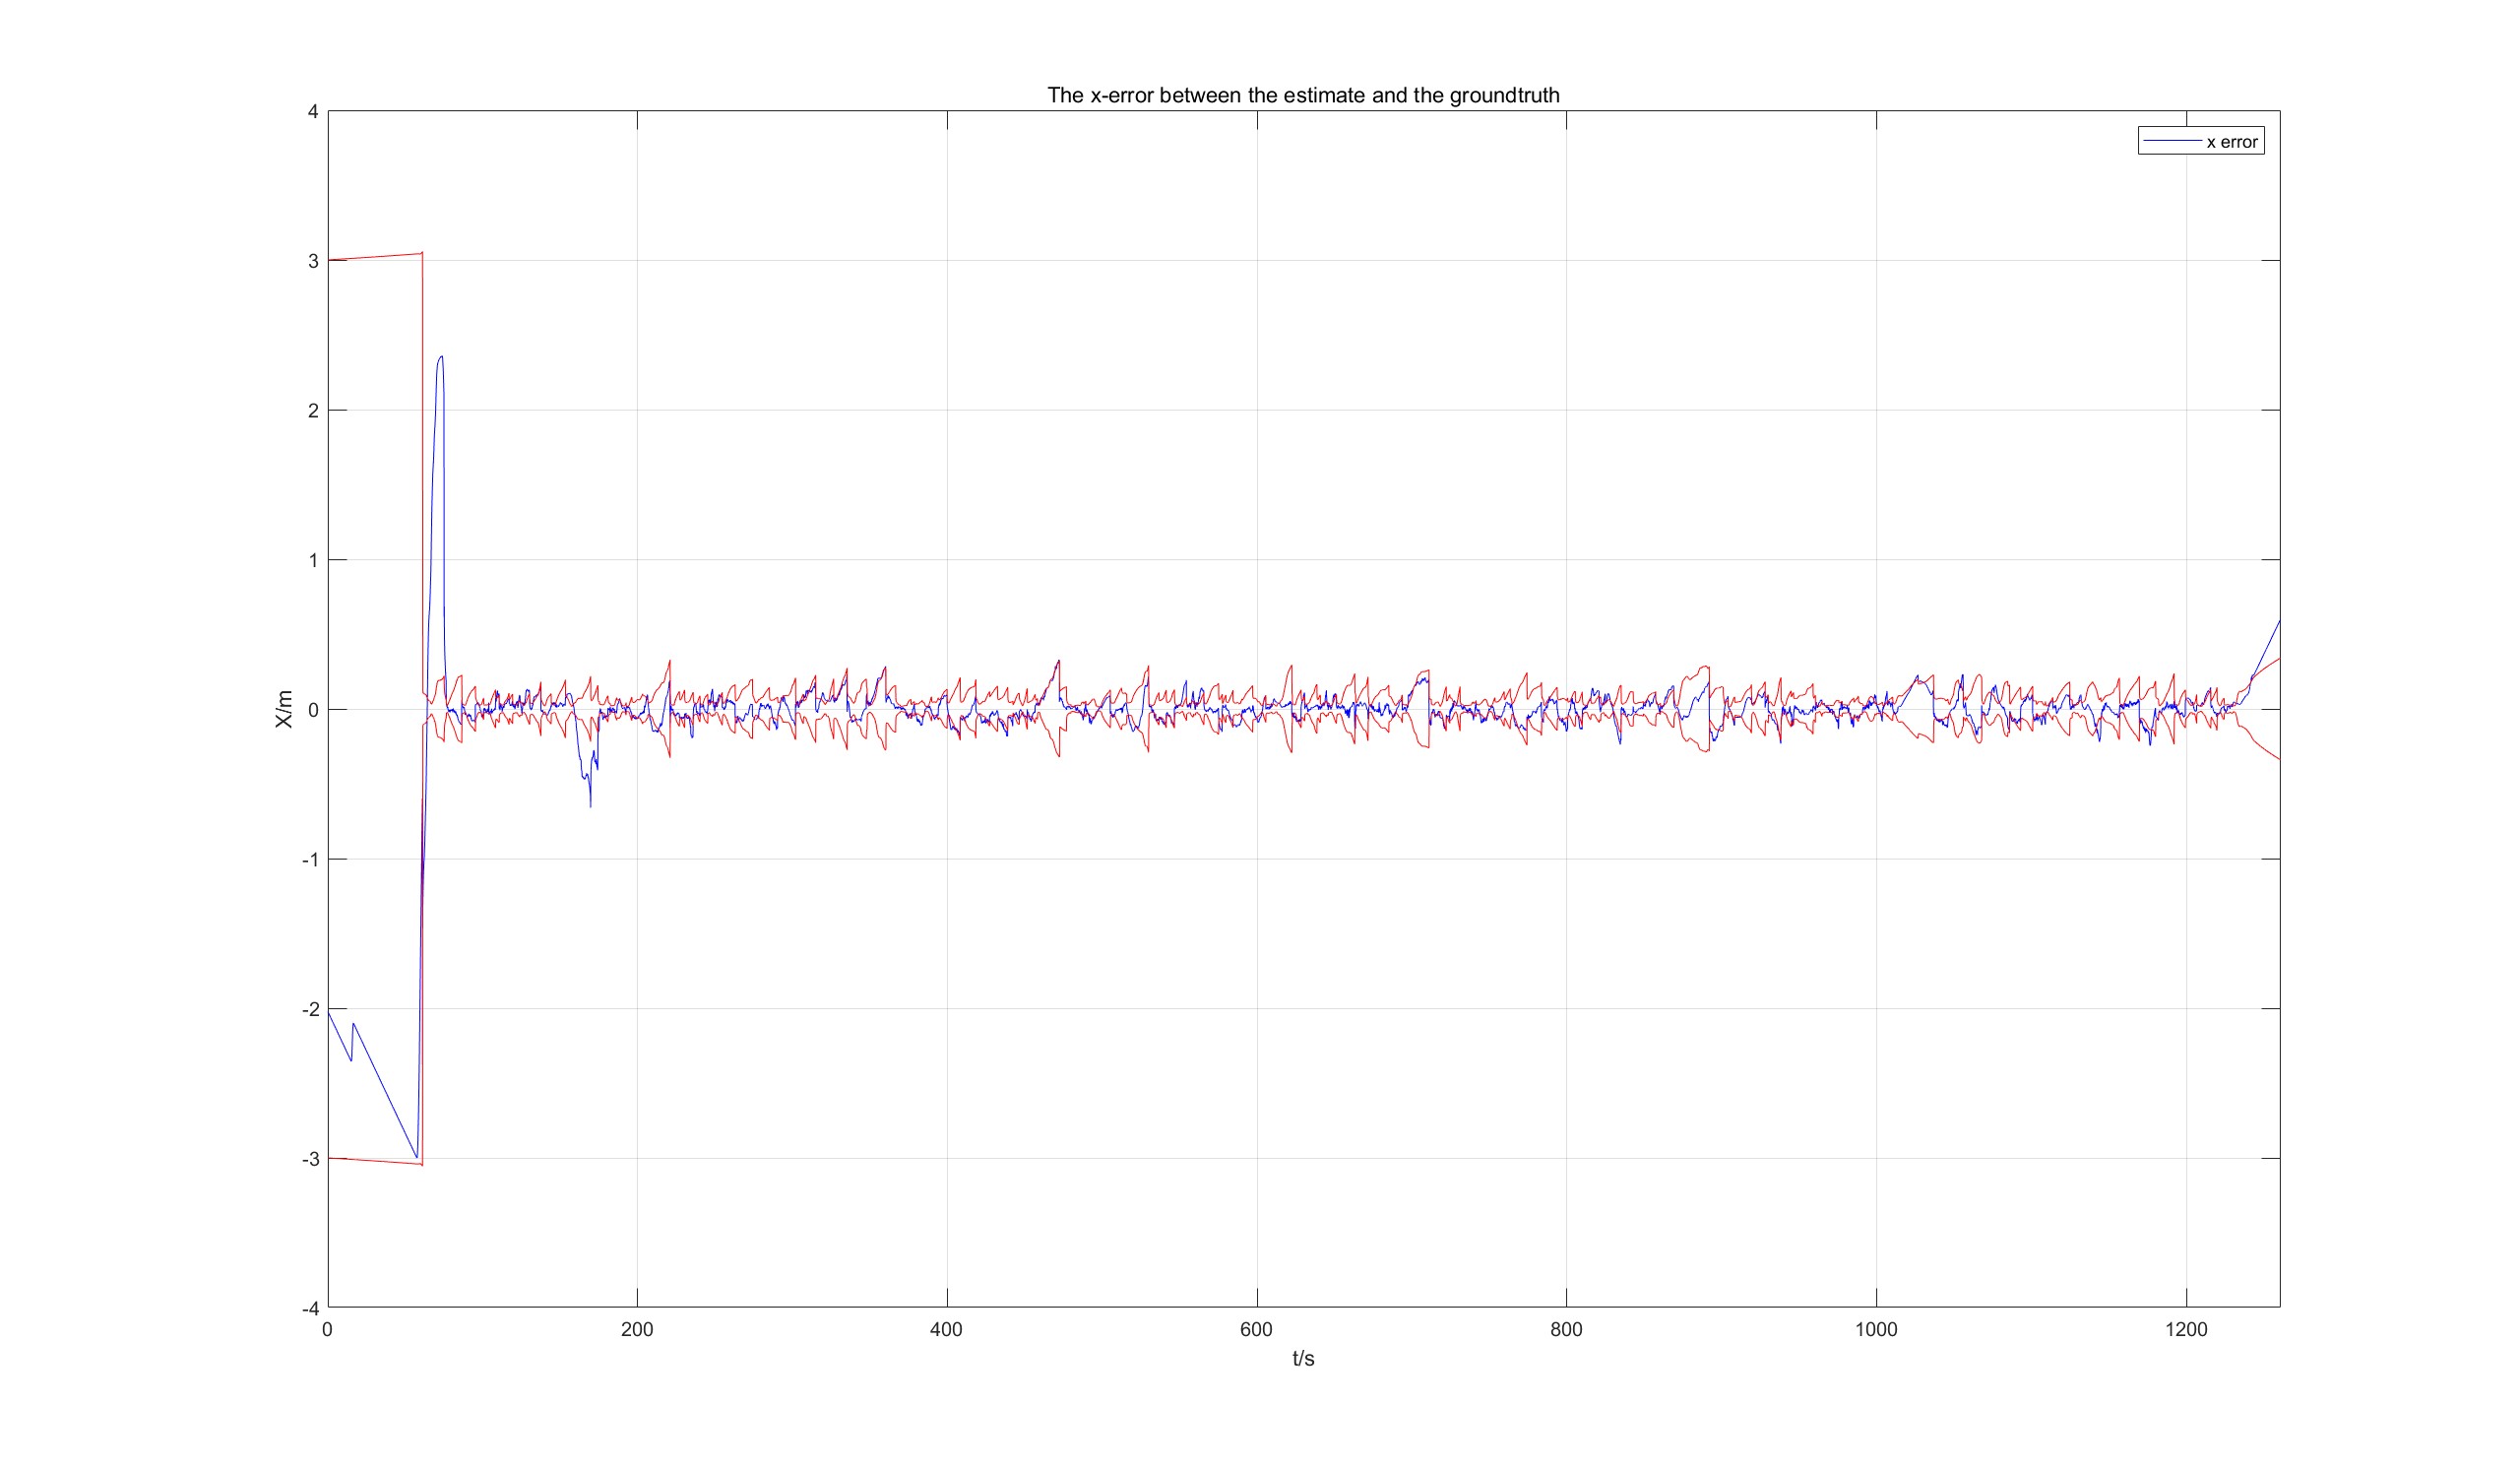 The x-error between the estimate and the groundtruth
x error
4
3
2
1
0
-1
-2
-3
-4
X/m
0 200 400 600 800 1000 1200
t/s